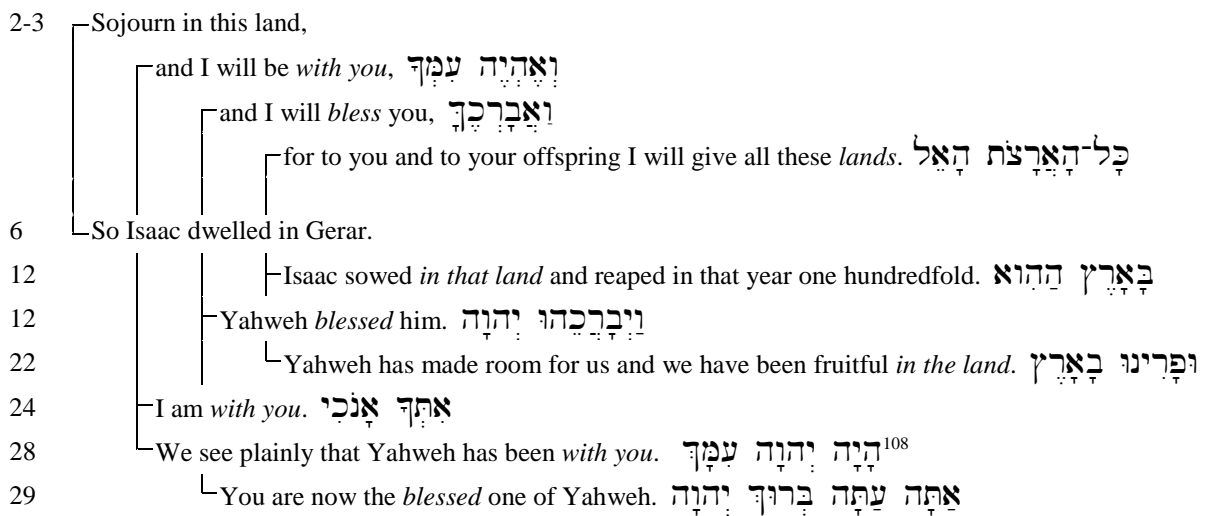 2-3 Sojourn in this land,
and I will be with you, וְאֶהְיֶה עִמְּךָ
and I will bless you, וַאֲבָרְכֶךָּ
for to you and to your offspring I will give all these lands. כָּל־הָאֲרָצֹת הָאֵל
6 So Isaac dwelled in Gerar.
12 Isaac sowed in that land and reaped in that year one hundredfold. בָּאָרֶץ הַהִוא
12 Yahweh blessed him. וַיְבָרֲכֵהוּ יְהוָה
22 Yahweh has made room for us and we have been fruitful in the land. וּפָרִינוּ בָאָרֶץ
24 I am with you. אִתְּךָ אָנֹכִי
28 We see plainly that Yahweh has been with you. הָיָה יְהוָה עִמָּךְ108
29 You are now the blessed one of Yahweh. אַתָּה עַתָּה בְּרוּךְ יְהוָה